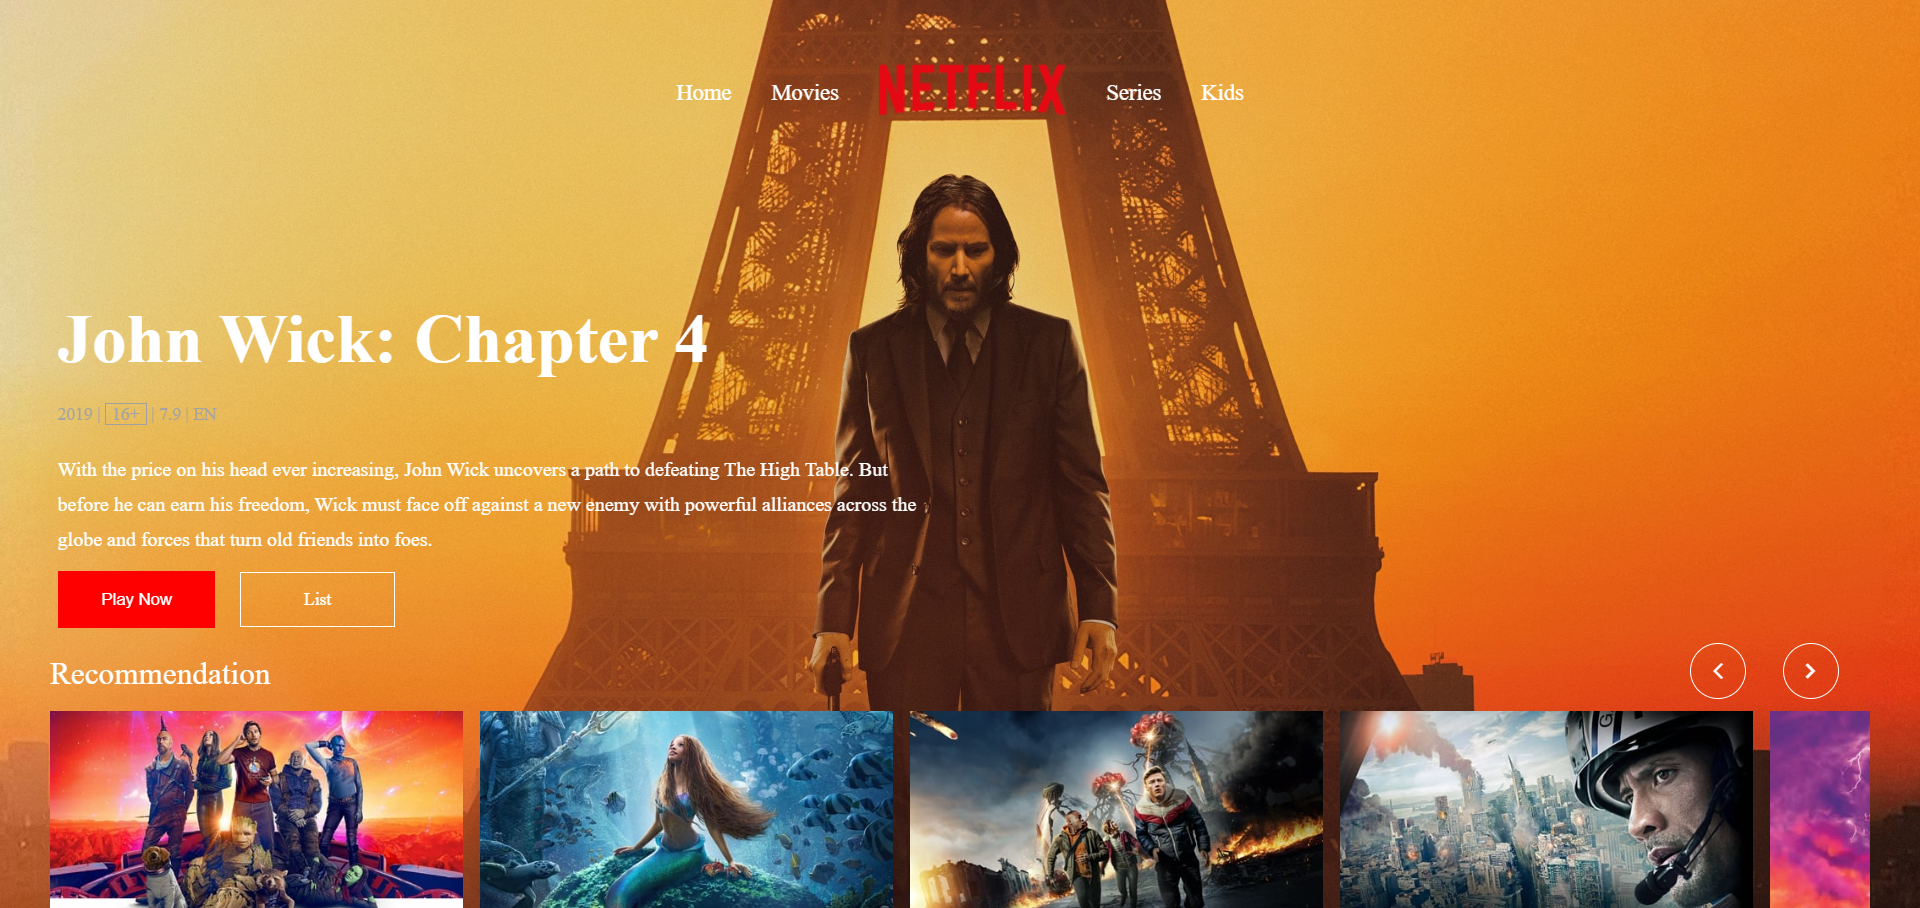 Home Movies NETFLIX Series Kids
John Wick: Chapter 4
2019 | 16+ | 7.9 | EN
With the price on his head ever increasing, John Wick uncovers a path to defeating The High Table. But
before he can earn his freedom, Wick must face off against a new enemy with powerful alliances across the
globe and forces that turn old friends into foes.
Play Now List
Recommendation